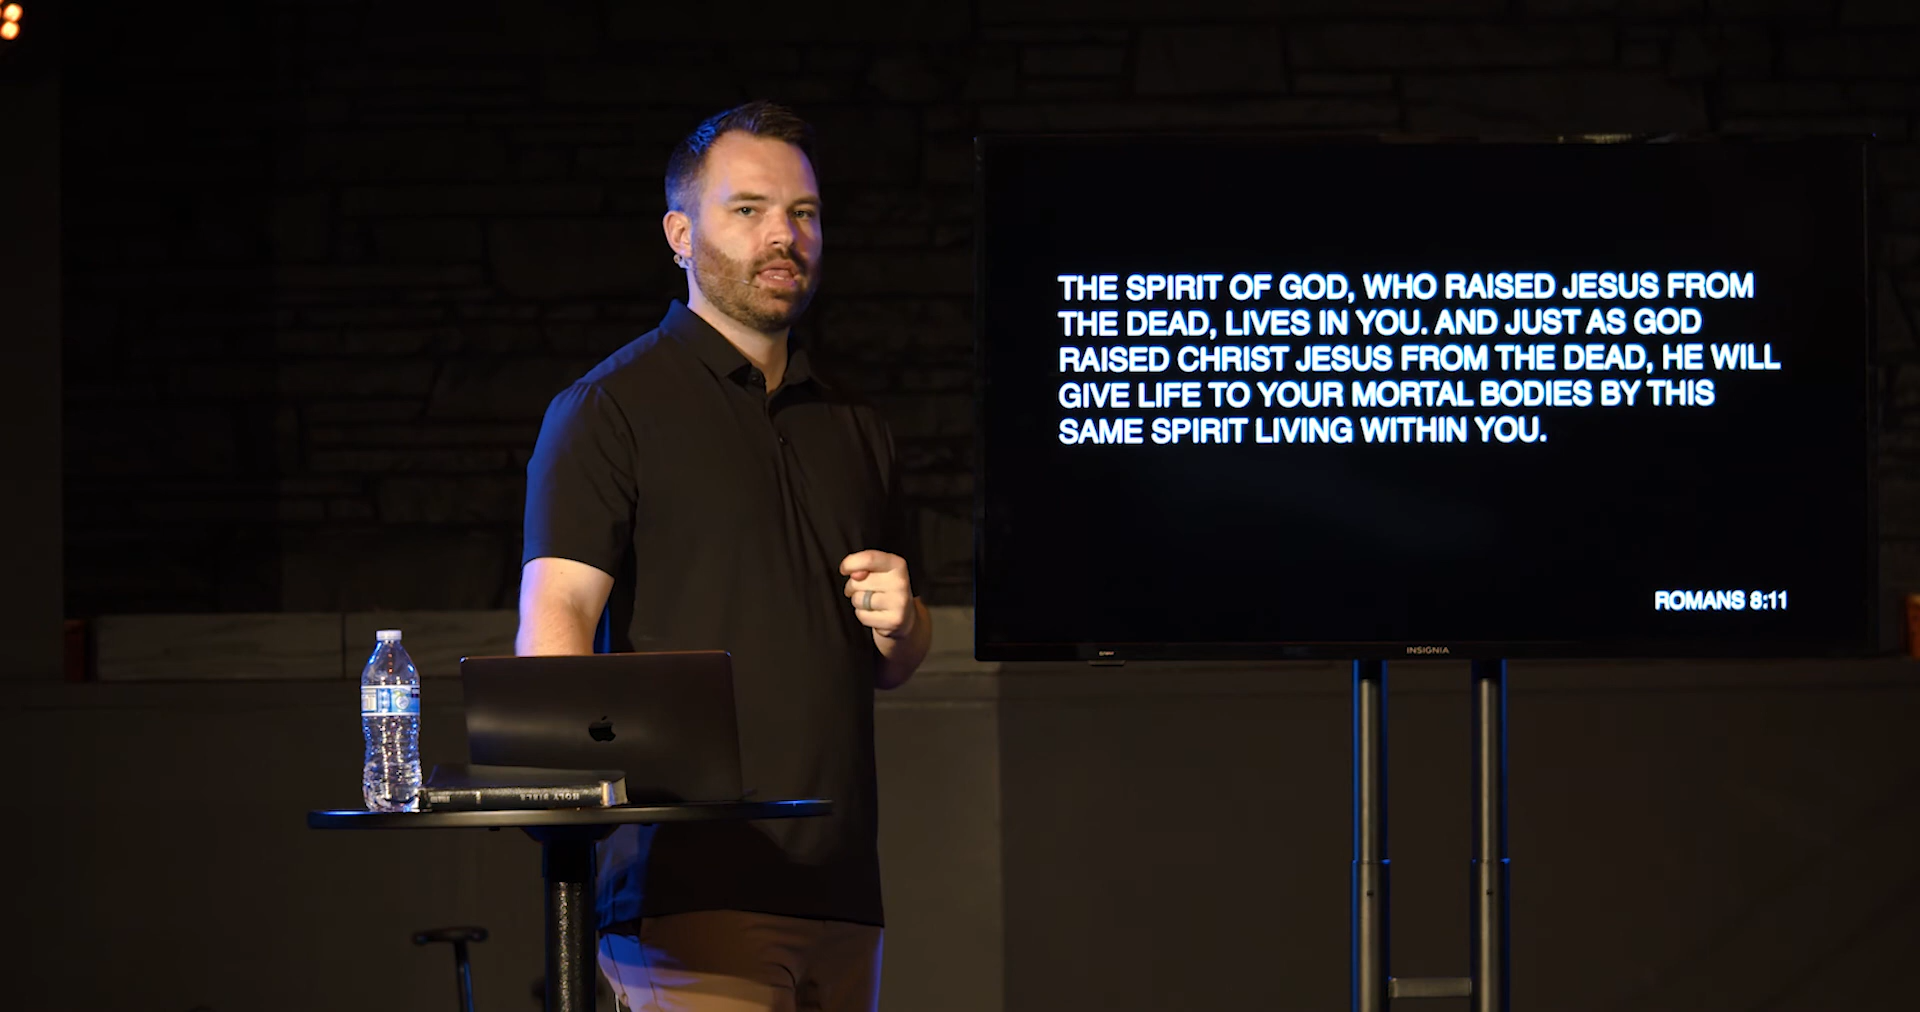 THE SPIRIT OF GOD, WHO RAISED JESUS FROM
THE DEAD, LIVES IN YOU. AND JUST AS GOD
RAISED CHRIST JESUS FROM THE DEAD, HE WILL
GIVE LIFE TO YOUR MORTAL BODIES BY THIS
SAME SPIRIT LIVING WITHIN YOU.
ROMANS 8:11
INSIGNIA
HOLY BIBLE